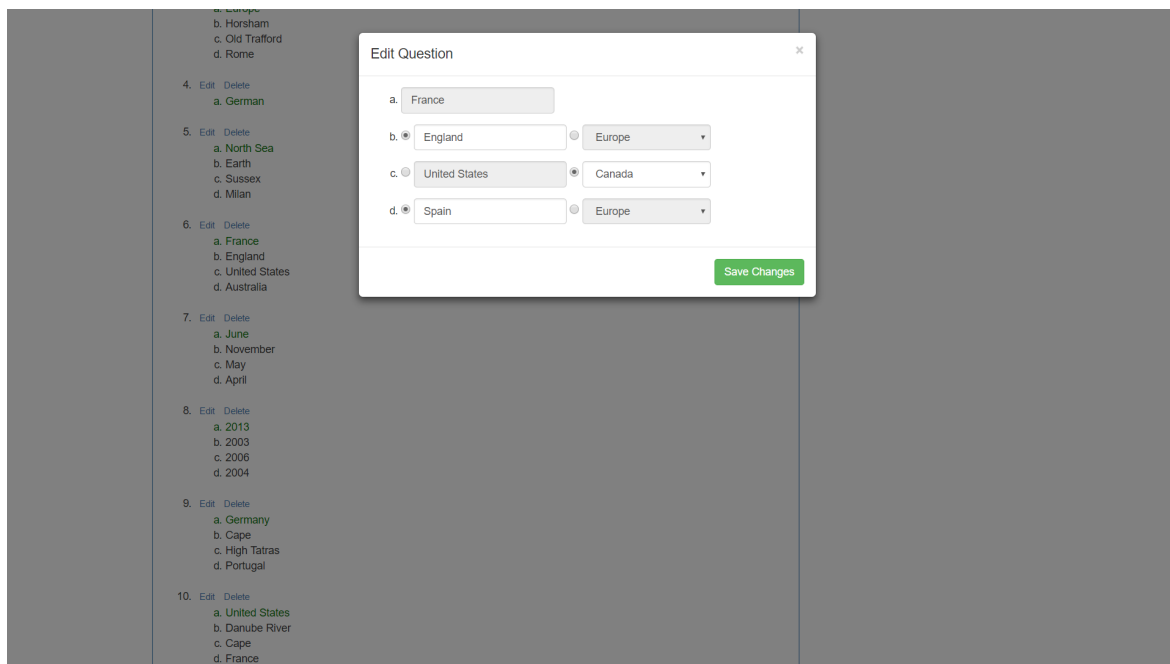 a. Europe
b. Horsham
c. Old Trafford
d. Rome
4. Edit Delete
a. German
5. Edit Delete
a. North Sea
b. Earth
c. Sussex
d. Milan
6. Edit Delete
a. France
b. England
c. United States
d. Australia
7. Edit Delete
a. June
b. November
c. May
d. April
8. Edit Delete
a. 2013
b. 2003
c. 2006
d. 2004
9. Edit Delete
a. Germany
b. Cape
c. High Tatras
d. Portugal
10. Edit Delete
a. United States
b. Danube River
c. Cape
d. France
Edit Question ×
a. France
b. England Europe
c. United States Canada
d. Spain Europe
Save Changes